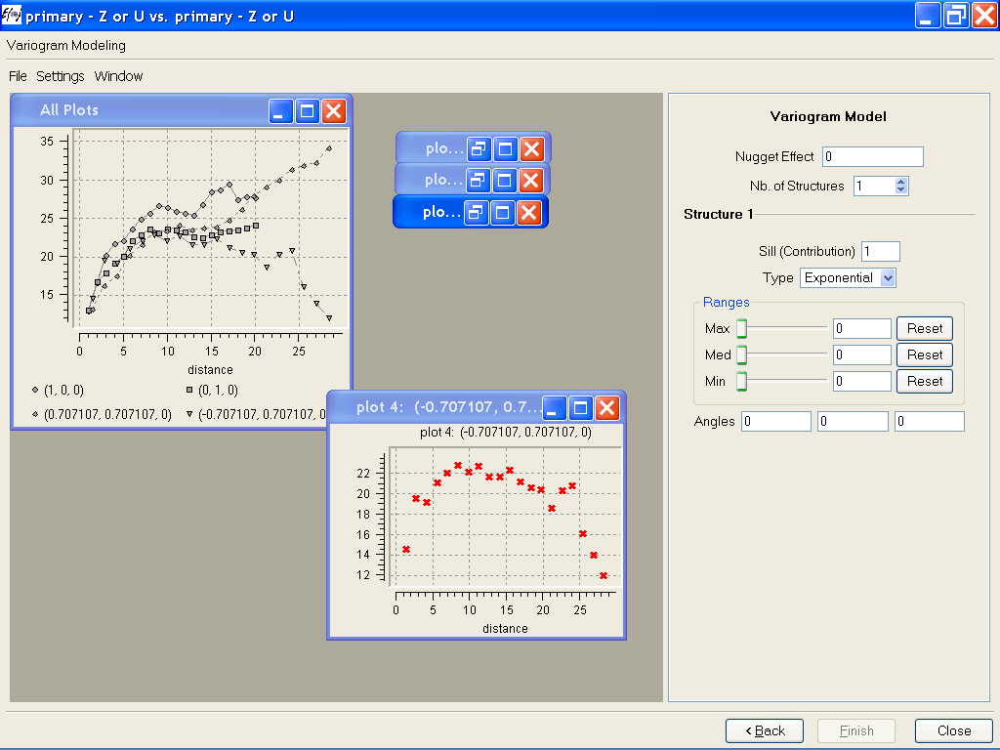 primary - Z or U vs. primary - Z or U
Variogram Modeling
File Settings Window
All Plots
35
30
25
20
15
0 5 10 15 20 25
distance
(1, 0, 0) (0, 1, 0)
(0.707107, 0.707107, 0) (-0.707107, 0.707107, 0
plo...
plo...
plo...
plot 4: (-0.707107, 0.7...
plot 4: (-0.707107, 0.707107, 0)
22
20
18
16
14
12
0 5 10 15 20 25
distance
Variogram Model
Nugget Effect 0
Nb. of Structures 1
Structure 1
Sill (Contribution) 1
Type Exponential
Ranges
Max 0 Reset
Med 0 Reset
Min 0 Reset
Angles 0 0 0
< Back Finish Close